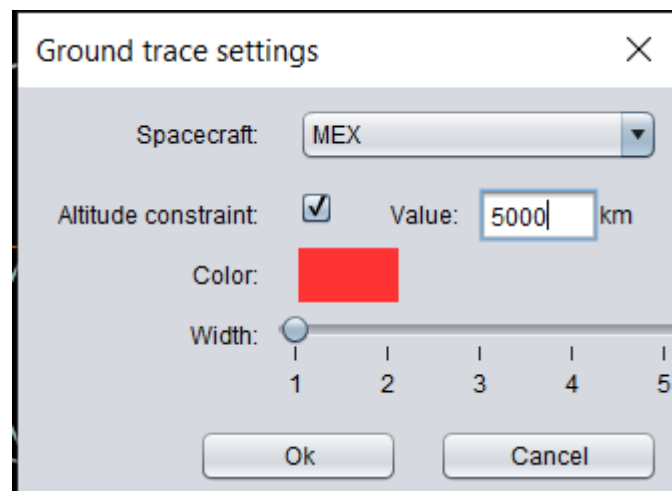 Ground trace settings
Spacecraft: MEX
Altitude constraint: Value: 5000 km
Color:
Width:
1 2 3 4 5
Ok Cancel